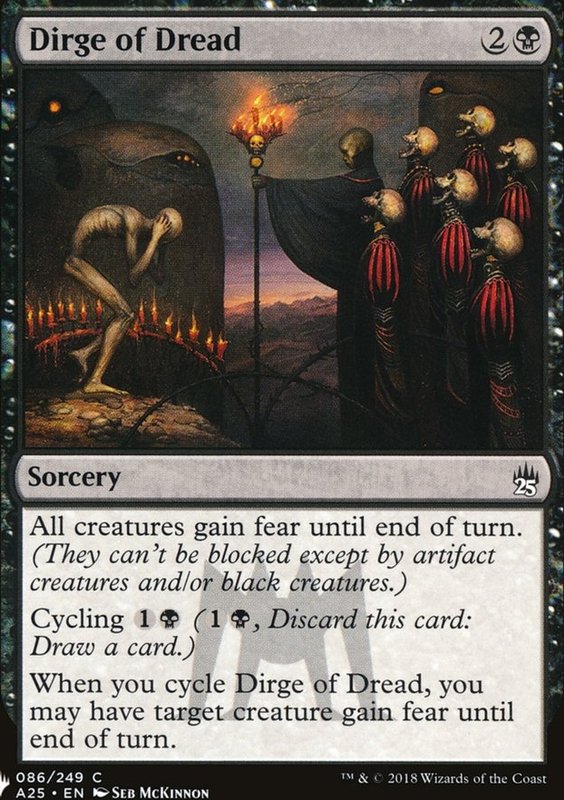 Dirge of Dread 2
Sorcery 25
All creatures gain fear until end of turn.
(They can't be blocked except by artifact
creatures and/or black creatures.)
Cycling 1 (1, Discard this card:
Draw a card.)
When you cycle Dirge of Dread, you
may have target creature gain fear until
end of turn.
086/249 C
A25 • EN Seb McKinnon
™ & © 2018 Wizards of the Coast